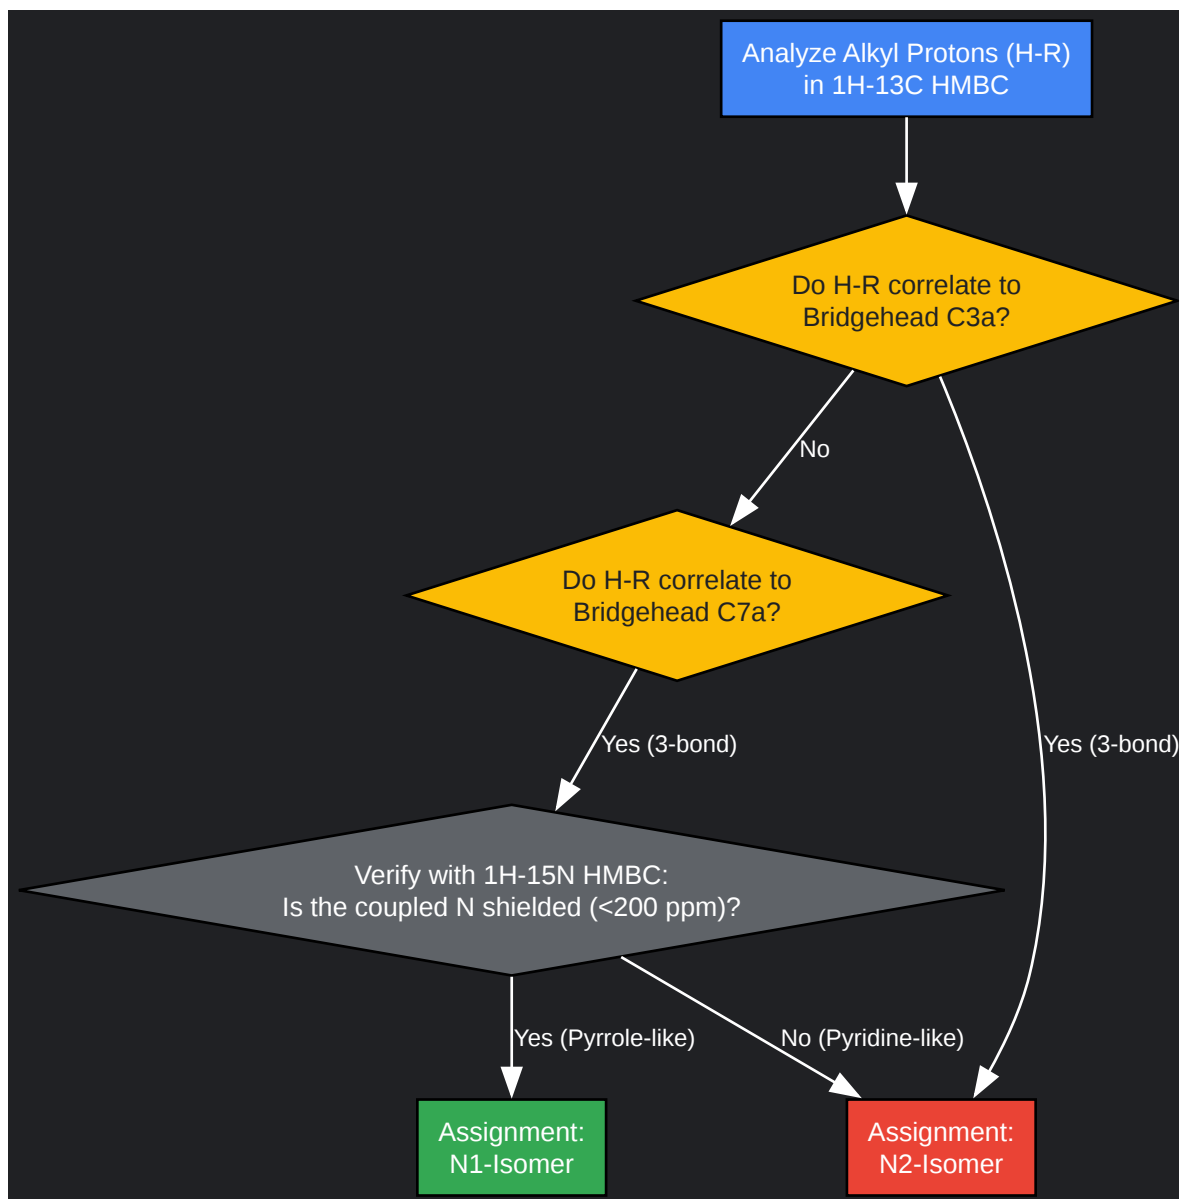 Analyze Alkyl Protons (H-R)
in 1H-13C HMBC
Do H-R correlate to
Bridgehead C3a?
No
Do H-R correlate to
Bridgehead C7a?
Yes (3-bond)
Yes (3-bond)
Verify with 1H-15N HMBC:
Is the coupled N shielded (<200 ppm)?
Yes (Pyrrole-like)
No (Pyridine-like)
Assignment:
N1-Isomer
Assignment:
N2-Isomer